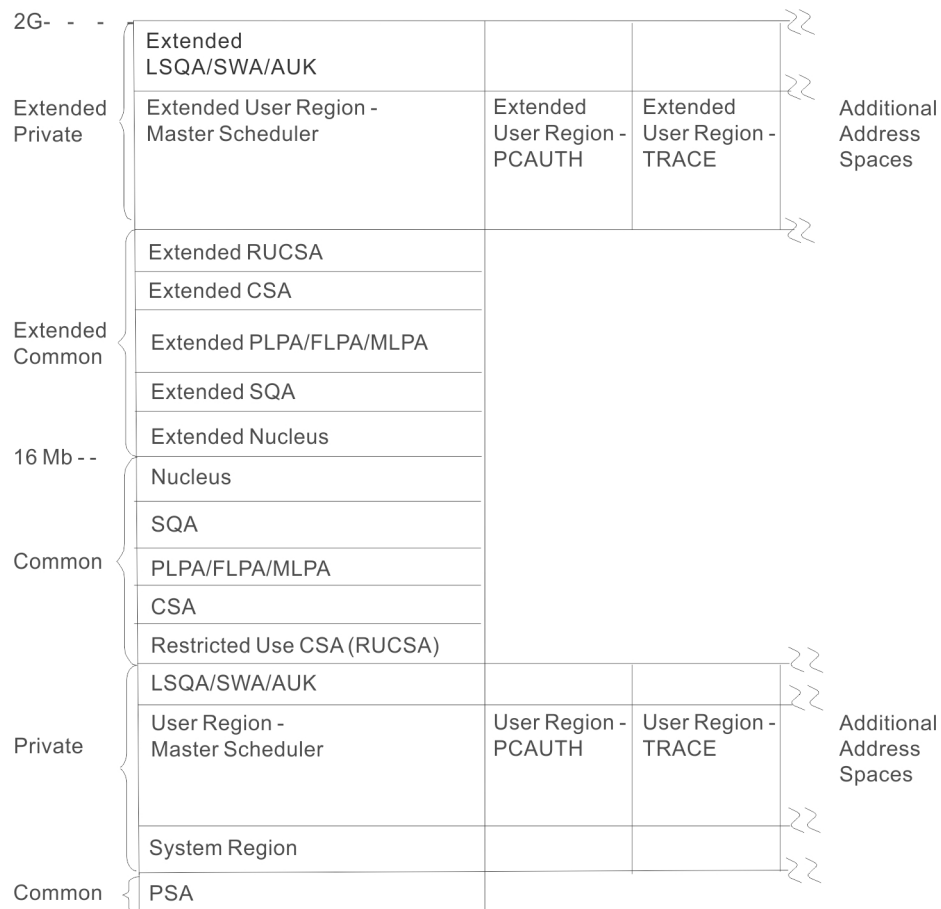 2G- - - -
Extended
LSQA/SWA/AUK
Extended
Private
Extended User Region -
Master Scheduler
Extended
User Region -
PCAUTH
Extended
User Region -
TRACE
Additional
Address
Spaces
Extended RUCSA
Extended CSA
Extended
Common
Extended PLPA/FLPA/MLPA
Extended SQA
Extended Nucleus
16 Mb - -
Nucleus
SQA
Common
PLPA/FLPA/MLPA
CSA
Restricted Use CSA (RUCSA)
LSQA/SWA/AUK
Private
User Region -
Master Scheduler
User Region -
PCAUTH
User Region -
TRACE
Additional
Address
Spaces
System Region
Common
PSA